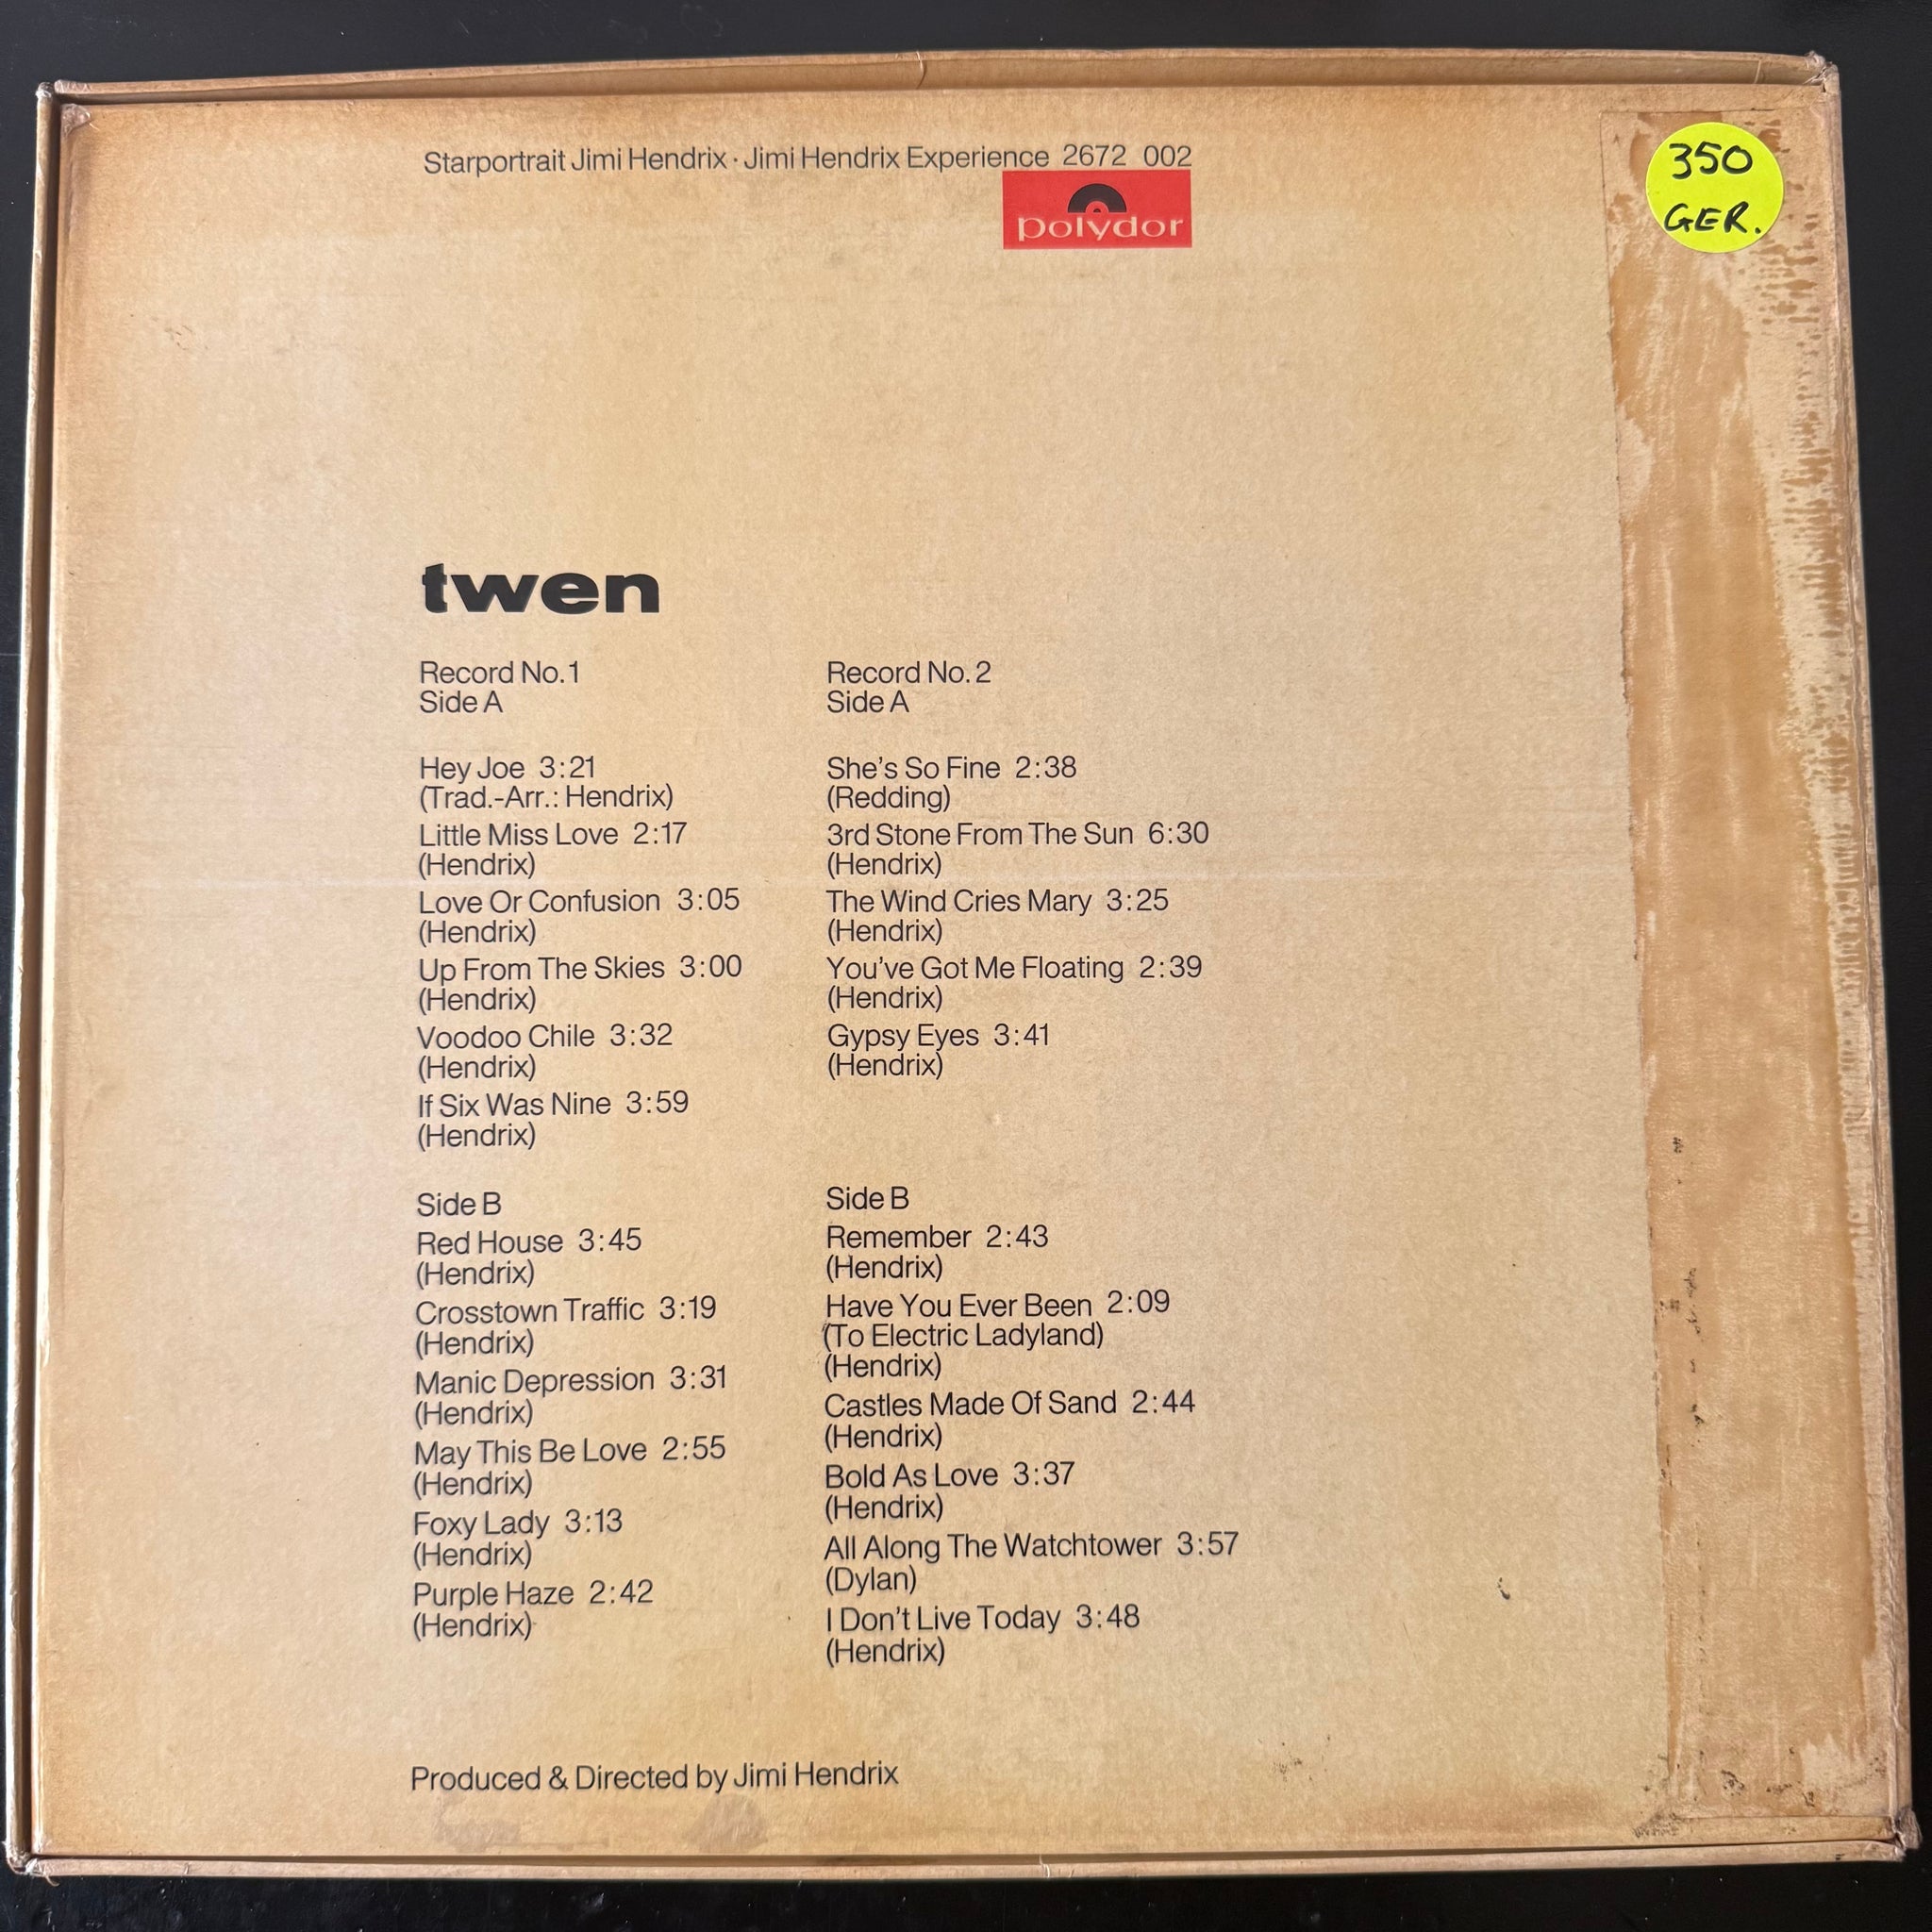 Starportrait Jimi Hendrix · Jimi Hendrix Experience 2672 002
polydor
350
GER.
twen
Record No.1
Side A
Hey Joe 3:21
(Trad.-Arr.: Hendrix)
Little Miss Love 2:17
(Hendrix)
Love Or Confusion 3:05
(Hendrix)
Up From The Skies 3:00
(Hendrix)
Voodoo Chile 3:32
(Hendrix)
If Six Was Nine 3:59
(Hendrix)
Side B
Red House 3:45
(Hendrix)
Crosstown Traffic 3:19
(Hendrix)
Manic Depression 3:31
(Hendrix)
May This Be Love 2:55
(Hendrix)
Foxy Lady 3:13
(Hendrix)
Purple Haze 2:42
(Hendrix)
Record No. 2
Side A
She's So Fine 2:38
(Redding)
3rd Stone From The Sun 6:30
(Hendrix)
The Wind Cries Mary 3:25
(Hendrix)
You've Got Me Floating 2:39
(Hendrix)
Gypsy Eyes 3:41
(Hendrix)
Side B
Remember 2:43
(Hendrix)
Have You Ever Been 2:09
(To Electric Ladyland)
(Hendrix)
Castles Made Of Sand 2:44
(Hendrix)
Bold As Love 3:37
(Hendrix)
All Along The Watchtower 3:57
(Dylan)
I Don't Live Today 3:48
(Hendrix)
Produced & Directed by Jimi Hendrix